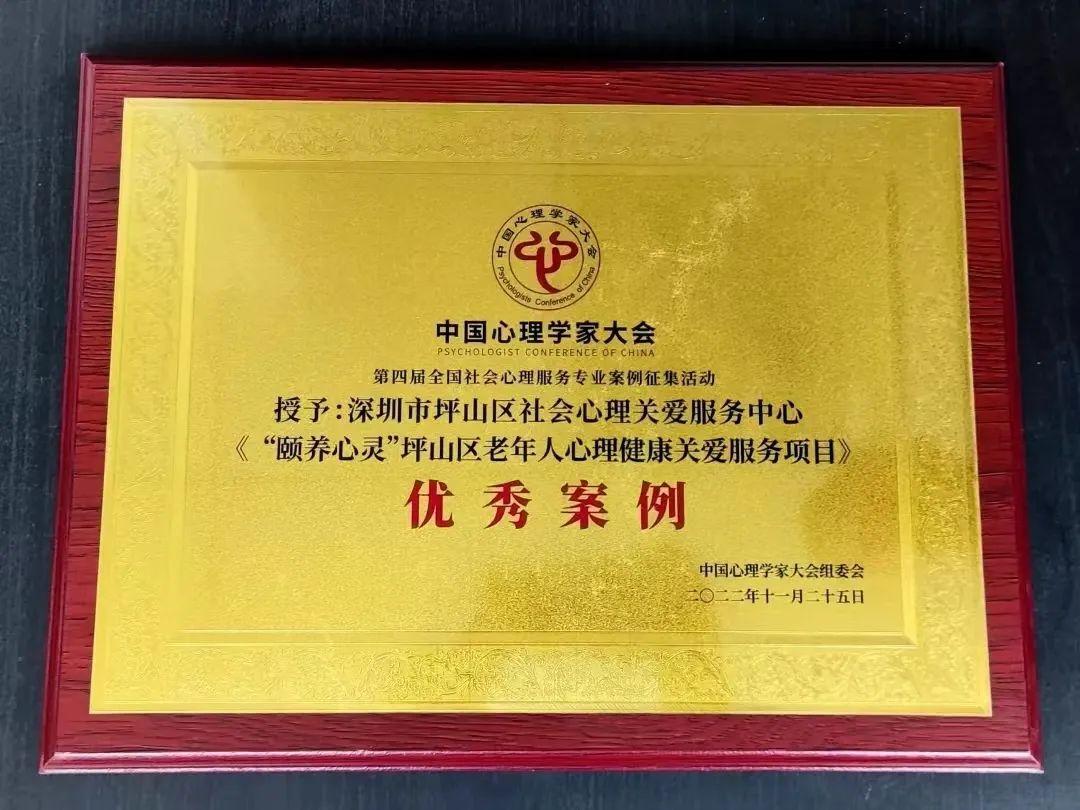 中国心理学家大会
Psychologists Conference of China
中国心理学家大会
PSYCHOLOGIST CONFERENCE OF CHINA
第四届全国社会心理服务专业案例征集活动
授予:深圳市坪山区社会心理关爱服务中心
《“颐养心灵”坪山区老年人心理健康关爱服务项目》
优秀案例
中国心理学家大会组委会
二〇二二年十一月二十五日